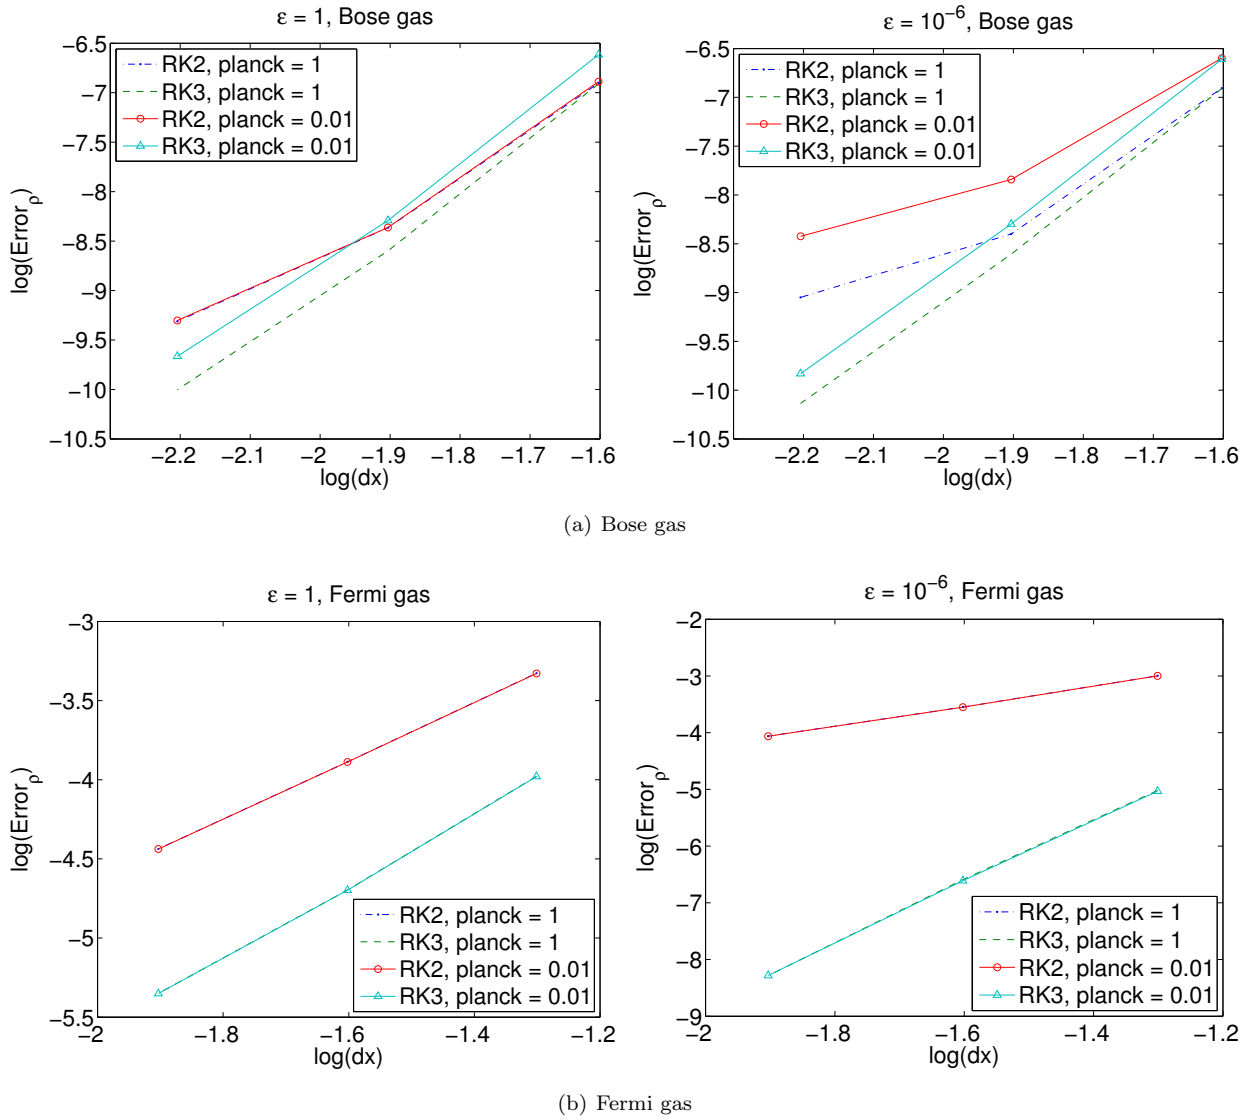 ε = 1, Bose gas
−6.5
−7
−7.5
−8
−8.5
−9
−9.5
−10
−10.5
log(Error_ρ)
RK2, planck = 1
RK3, planck = 1
RK2, planck = 0.01
RK3, planck = 0.01
−2.2 −2.1 −2 −1.9 −1.8 −1.7 −1.6
log(dx)
ε = 10^−6, Bose gas
−6.5
−7
−7.5
−8
−8.5
−9
−9.5
−10
−10.5
log(Error_ρ)
RK2, planck = 1
RK3, planck = 1
RK2, planck = 0.01
RK3, planck = 0.01
−2.2 −2.1 −2 −1.9 −1.8 −1.7 −1.6
log(dx)
(a) Bose gas
ε = 1, Fermi gas
−3
−3.5
−4
−4.5
−5
−5.5
log(Error_ρ)
RK2, planck = 1
RK3, planck = 1
RK2, planck = 0.01
RK3, planck = 0.01
−2 −1.8 −1.6 −1.4 −1.2
log(dx)
ε = 10^−6, Fermi gas
−2
−3
−4
−5
−6
−7
−8
−9
log(Error_ρ)
RK2, planck = 1
RK3, planck = 1
RK2, planck = 0.01
RK3, planck = 0.01
−2 −1.8 −1.6 −1.4 −1.2
log(dx)
(b) Fermi gas